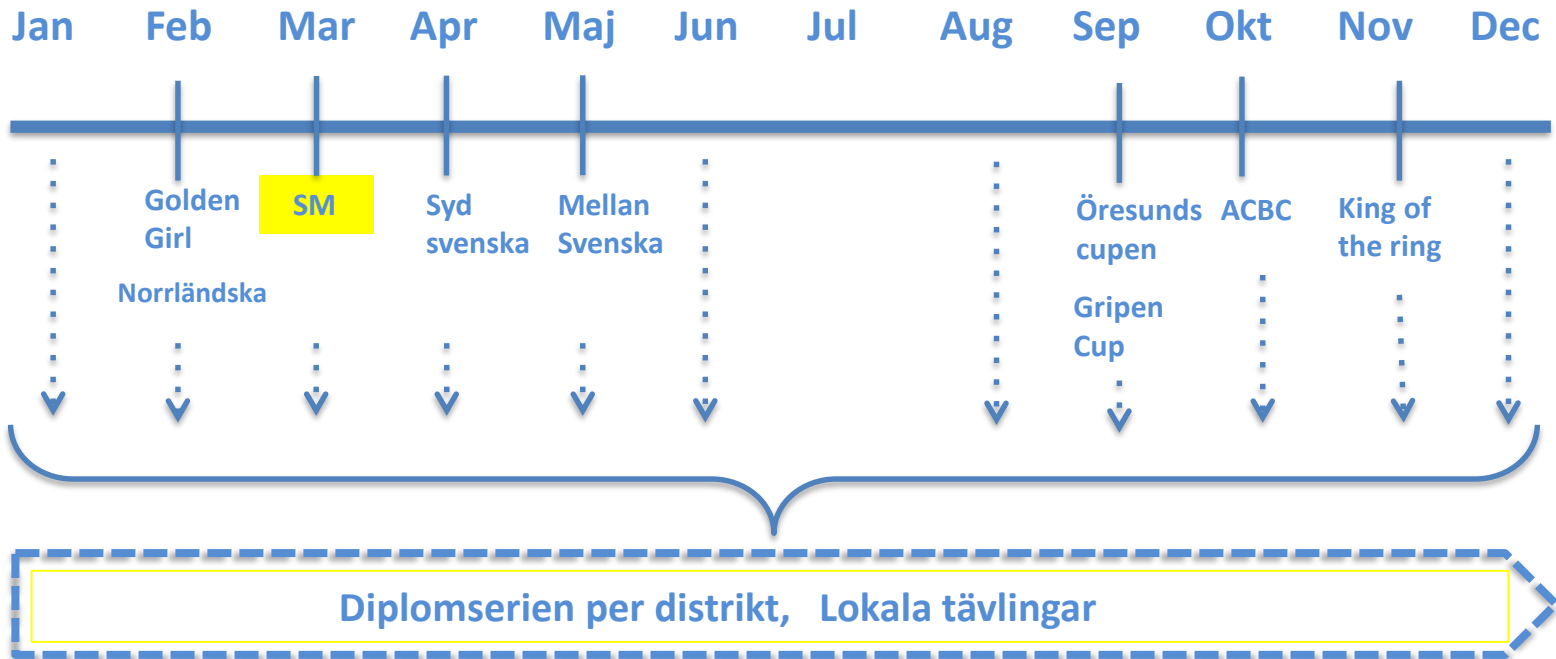 Jan Feb Mar Apr Maj Jun Jul Aug Sep Okt Nov Dec
Golden
Girl
Norrländska
SM
Syd
svenska
Mellan
Svenska
Öresunds
cupen
Gripen
Cup
ACBC
King of
the ring
Diplomserien per distrikt, Lokala tävlingar